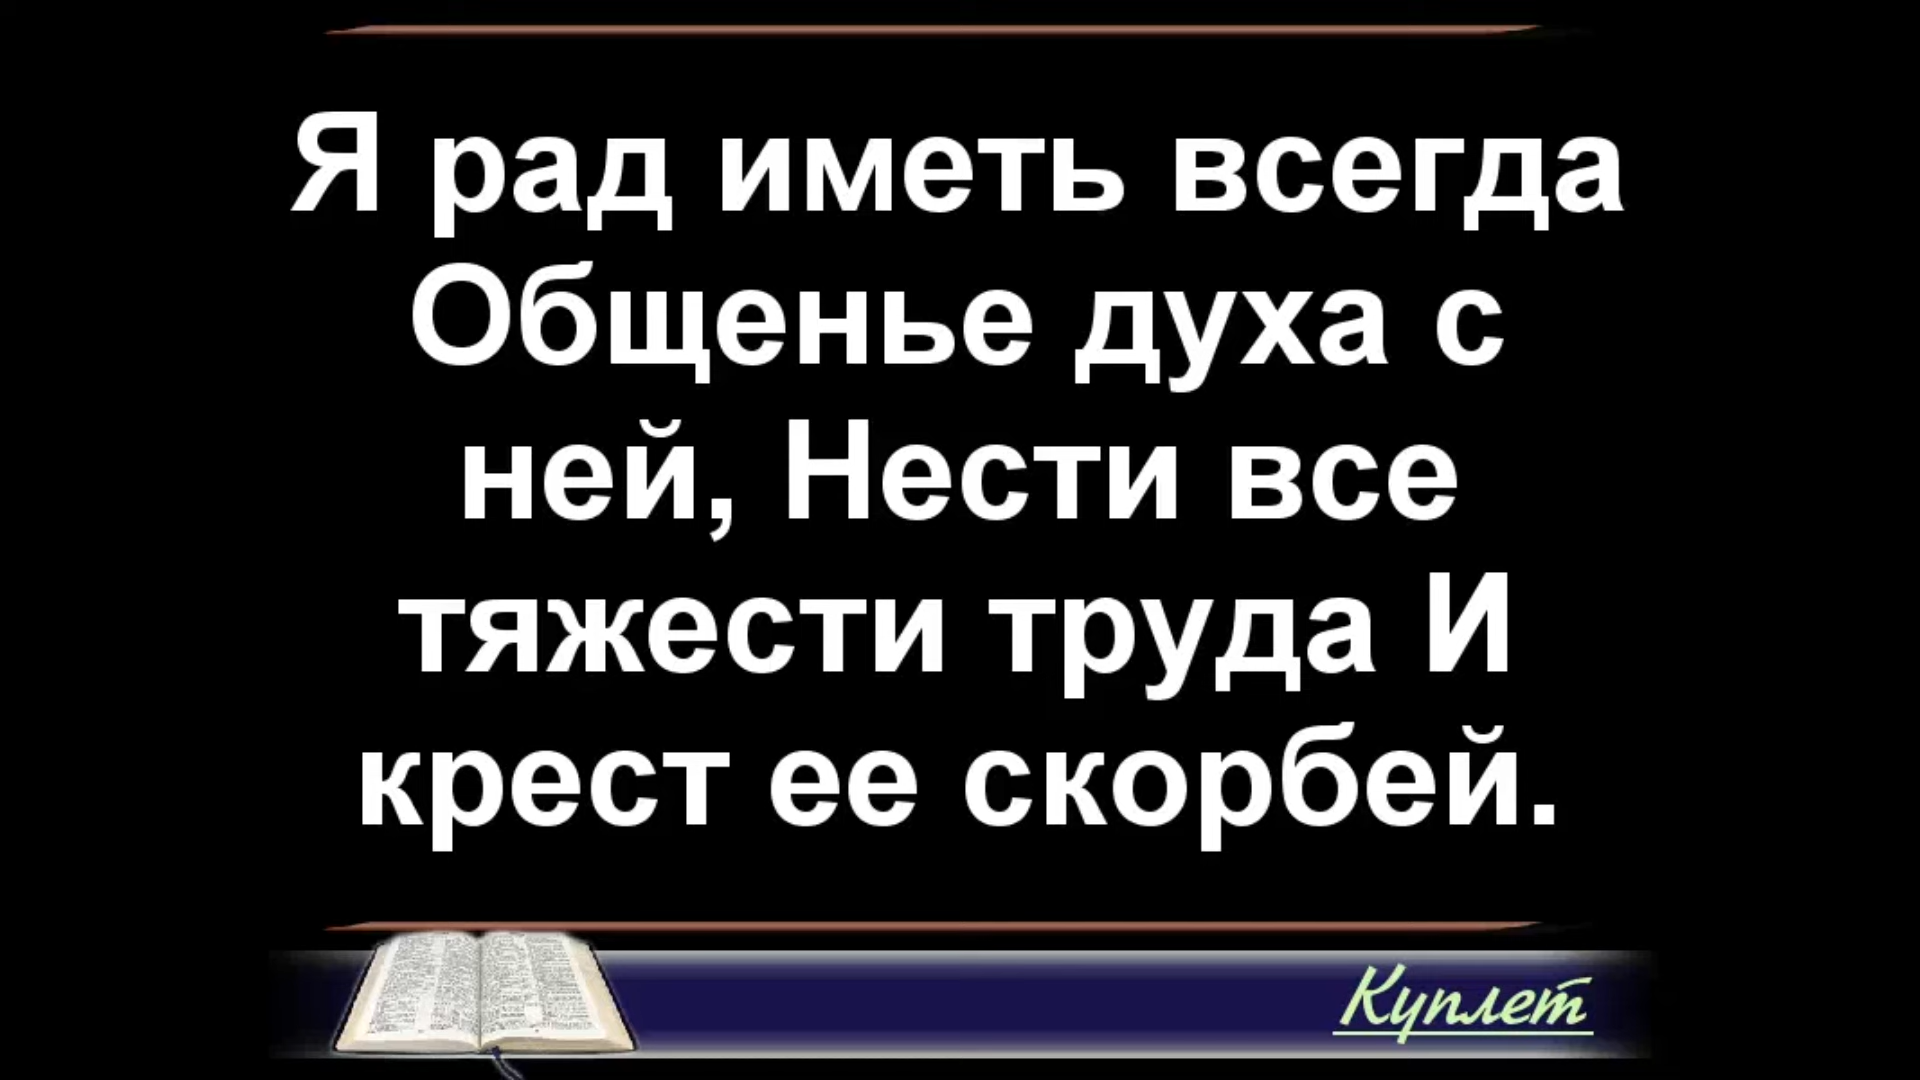 Я рад иметь всегда
Общенье духа с
ней, Нести все
тяжести труда И
крест ее скорбей.
Куплет